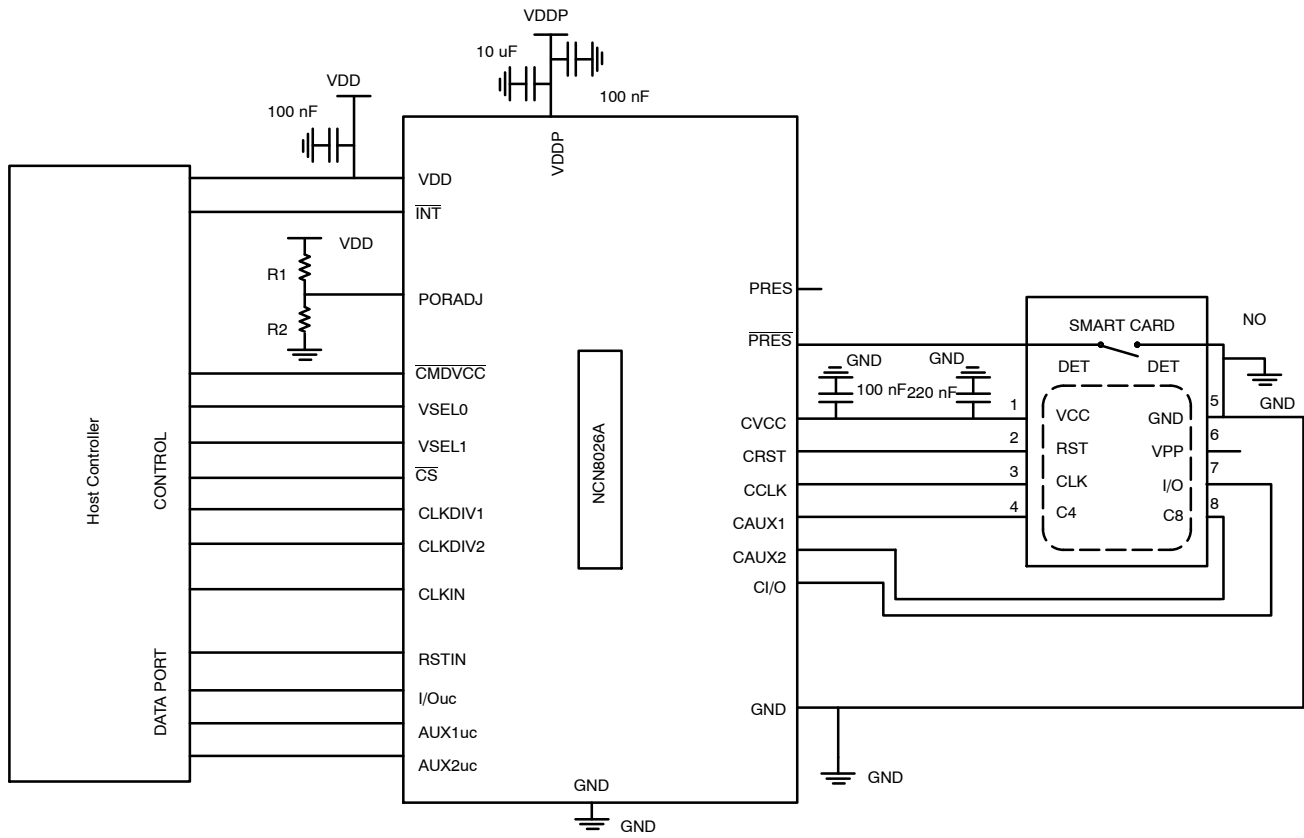 VDDP
10 uF
100 nF
VDD
100 nF
VDDP
VDD
INT
VDD
R1
PORADJ
R2
CMDVCC
VSEL0
VSEL1
CS
CLKDIV1
CLKDIV2
CLKIN
RSTIN
I/Ouc
AUX1uc
AUX2uc
Host Controller
CONTROL
DATA PORT
NCN8026A
GND
GND
PRES
PRES
CVCC
CRST
CCLK
CAUX1
CAUX2
CI/O
GND
GND
GND
100 nF
GND
220 nF
SMART CARD
NO
DET
DET
1
VCC
2
RST
3
CLK
4
C4
5
GND
GND
6
VPP
7
I/O
8
C8